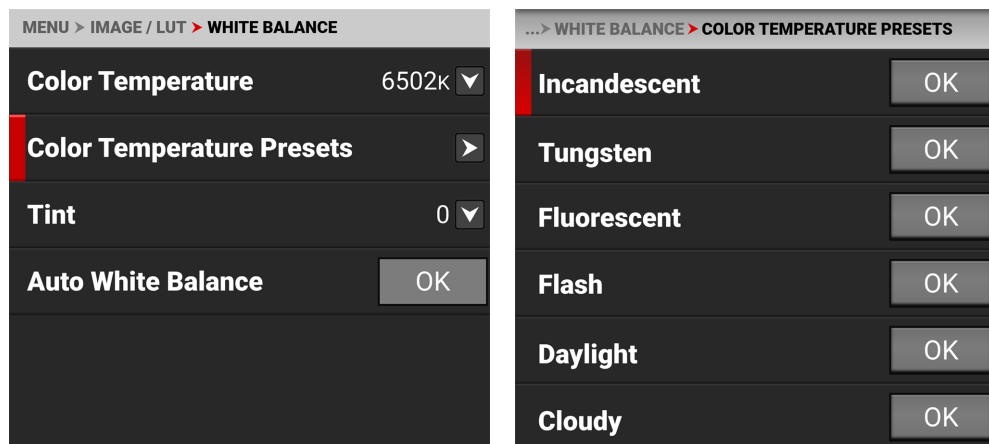 MENU > IMAGE / LUT > WHITE BALANCE
Color Temperature 6502K
Color Temperature Presets
Tint 0
Auto White Balance OK
...> WHITE BALANCE > COLOR TEMPERATURE PRESETS
Incandescent OK
Tungsten OK
Fluorescent OK
Flash OK
Daylight OK
Cloudy OK